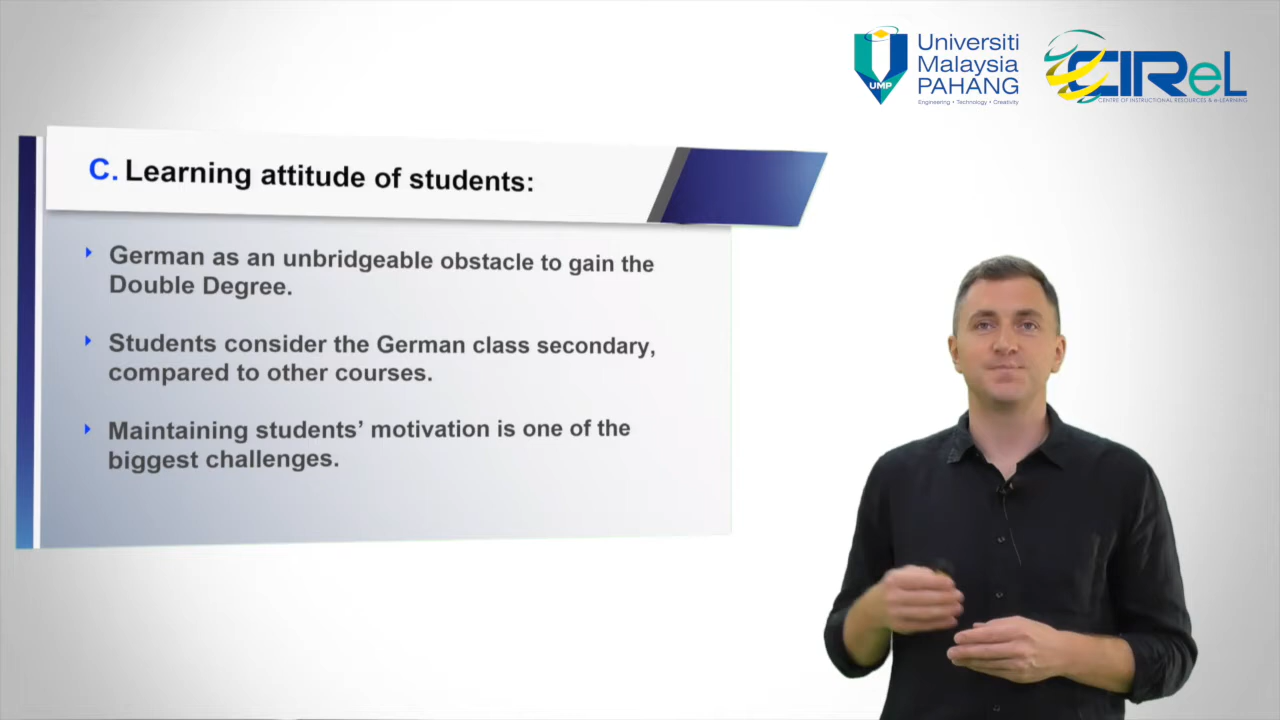 Universiti
Malaysia
PAHANG
Engineering • Technology • Creativity
UMP
CIReL
CENTRE OF INSTRUCTIONAL RESOURCES & e-LEARNING
C. Learning attitude of students:
German as an unbridgeable obstacle to gain the
Double Degree.
Students consider the German class secondary,
compared to other courses.
Maintaining students’ motivation is one of the
biggest challenges.